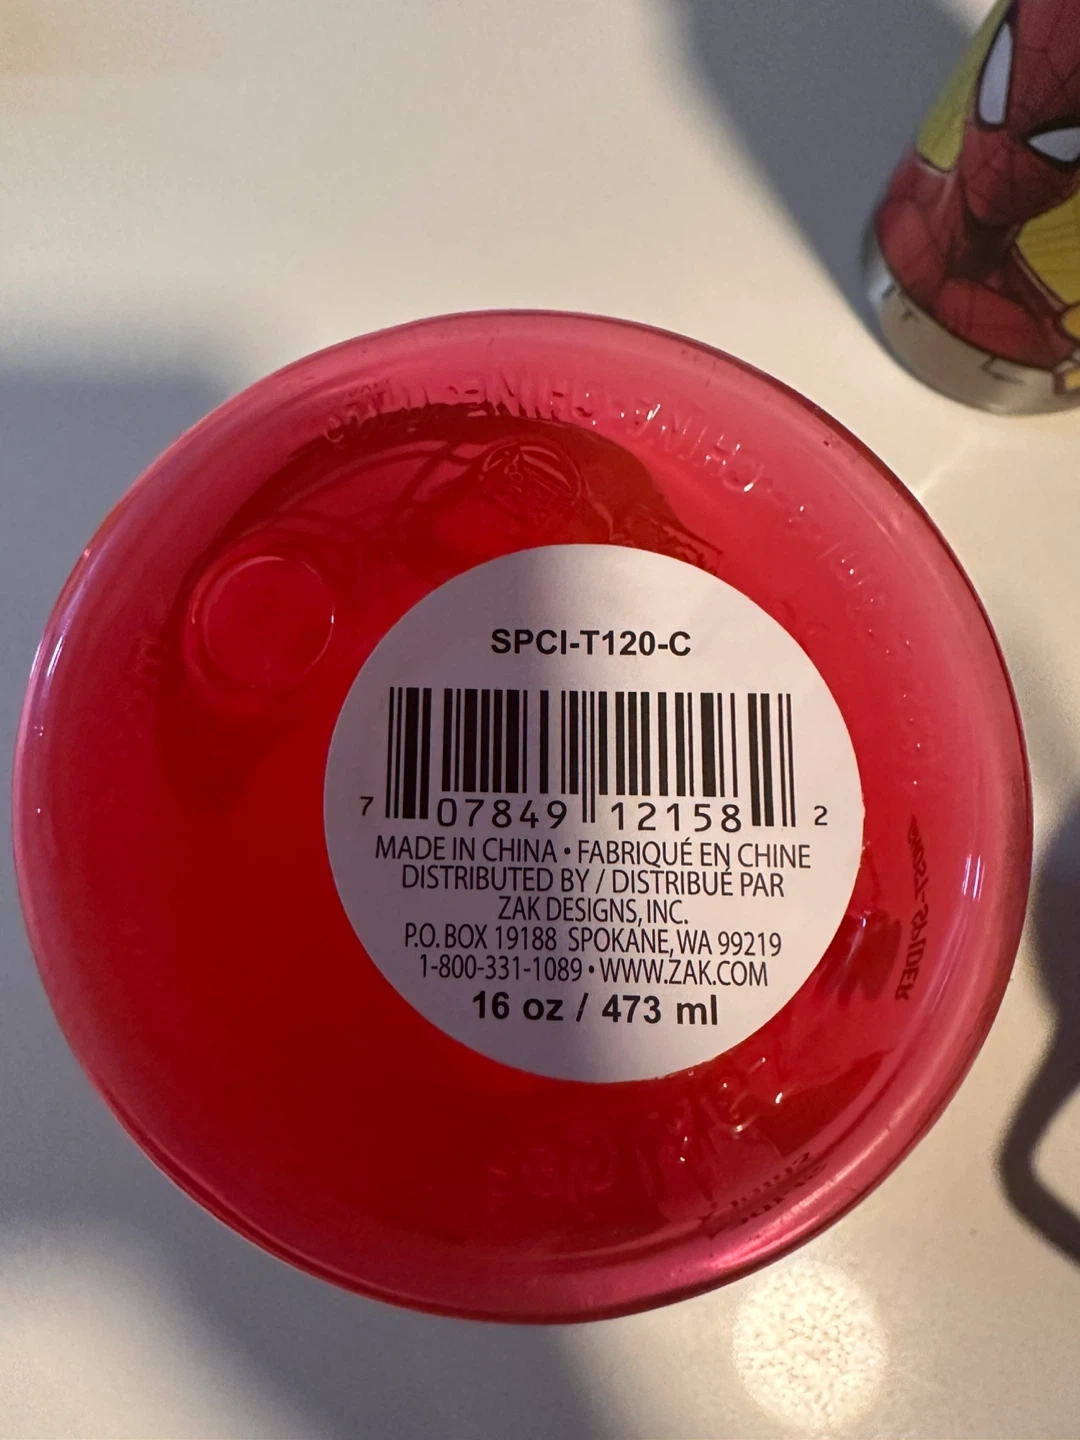 SPCI-T120-C
7 07849 12158 2
MADE IN CHINA • FABRIQUÉ EN CHINE
DISTRIBUTED BY / DISTRIBUÉ PAR
ZAK DESIGNS, INC.
P.O. BOX 19188 SPOKANE, WA 99219
1-800-331-1089 • WWW.ZAK.COM
16 oz / 473 ml